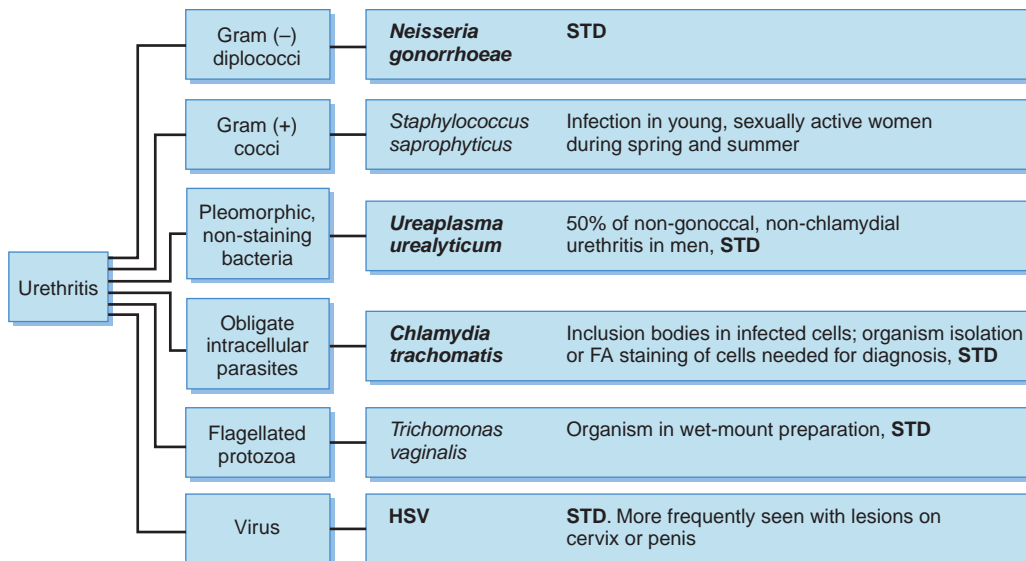 Urethritis
Gram (–)
diplococci
Neisseria
gonorrhoeae
STD
Gram (+)
cocci
Staphylococcus
saprophyticus
Infection in young, sexually active women
during spring and summer
Pleomorphic,
non-staining
bacteria
Ureaplasma
urealyticum
50% of non-gonoccal, non-chlamydial
urethritis in men, STD
Obligate
intracellular
parasites
Chlamydia
trachomatis
Inclusion bodies in infected cells; organism isolation
or FA staining of cells needed for diagnosis, STD
Flagellated
protozoa
Trichomonas
vaginalis
Organism in wet-mount preparation, STD
Virus
HSV
STD. More frequently seen with lesions on
cervix or penis